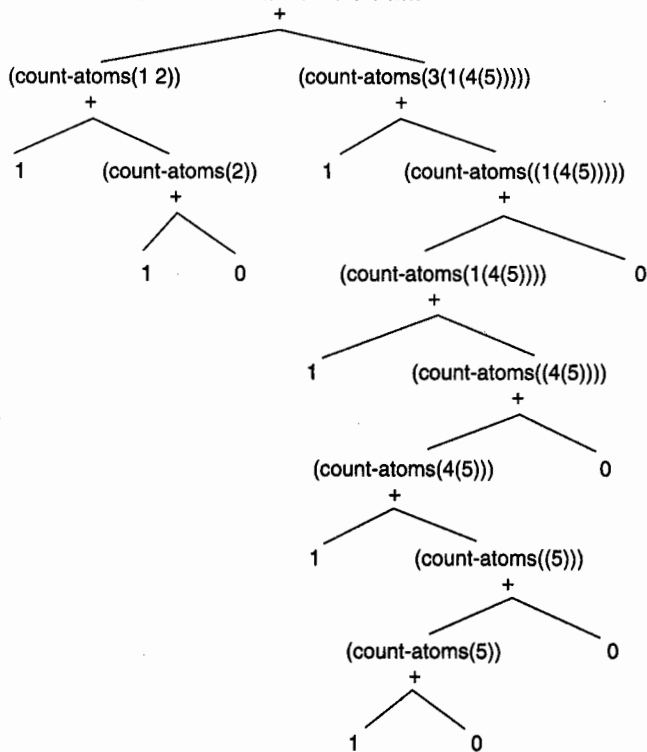 +
(count-atoms(1 2)) (count-atoms(3(1(4(5)))))
+ +
1 (count-atoms(2)) 1 (count-atoms((1(4(5)))))
+ +
1 0 (count-atoms(1(4(5)))) 0
+
1 (count-atoms((4(5))))
+
(count-atoms(4(5))) 0
+
1 (count-atoms((5)))
+
(count-atoms(5)) 0
+
1 0